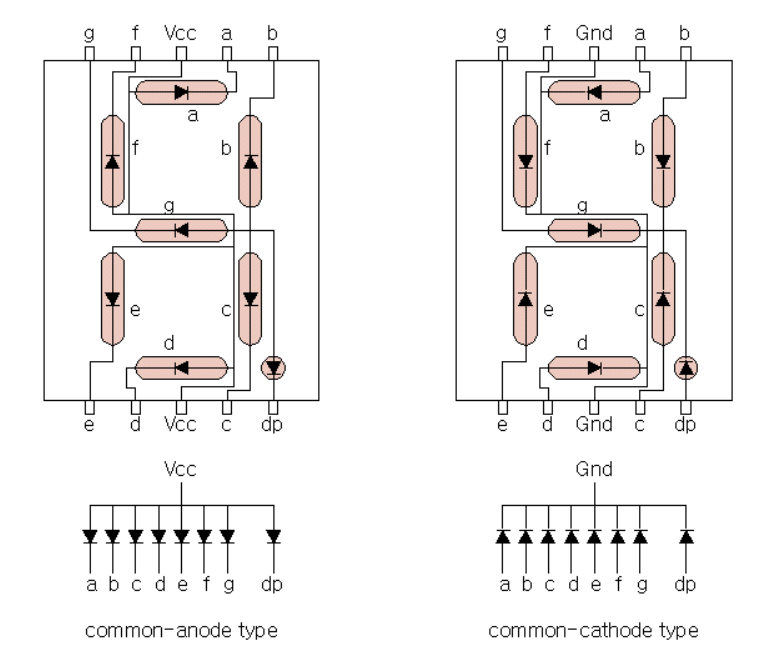 g f Vcc a b g f Gnd a b
a a
f b f b
g g
e c e c
d d
e d Vcc c dp e d Gnd c dp
Vcc Gnd
a b c d e f g dp a b c d e f g dp
common-anode type common-cathode type